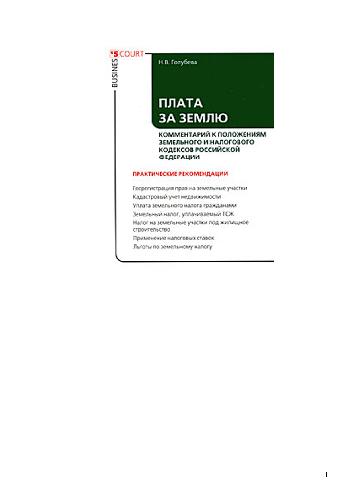 BUSINES
'S COURT
Н.В. Голубева
ПЛАТА
ЗА ЗЕМЛЮ
КОММЕНТАРИЙ К ПОЛОЖЕНИЯМ
ЗЕМЕЛЬНОГО И НАЛОГОВОГО
КОДЕКСОВ РОССИЙСКОЙ
ФЕДЕРАЦИИ
ПРАКТИЧЕСКИЕ РЕКОМЕНДАЦИИ
Госрегистрация прав на земельные участки
Кадастровый учет недвижимости
Уплата земельного налога гражданами
Земельный налог, уплачиваемый ТСЖ
Налог на земельные участки под жилищное
строительство
Применение налоговых ставок
Льготы по земельному налогу